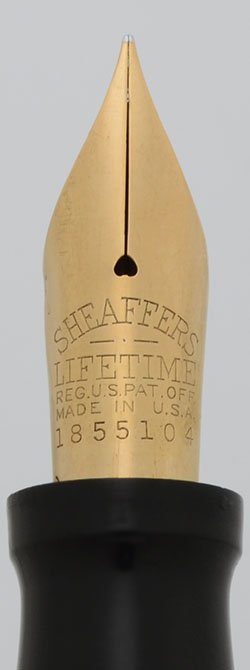 SHEAFFERS
LIFETIME
REG.U.S.PAT.OFF.
MADE IN U.S.A.
1855104